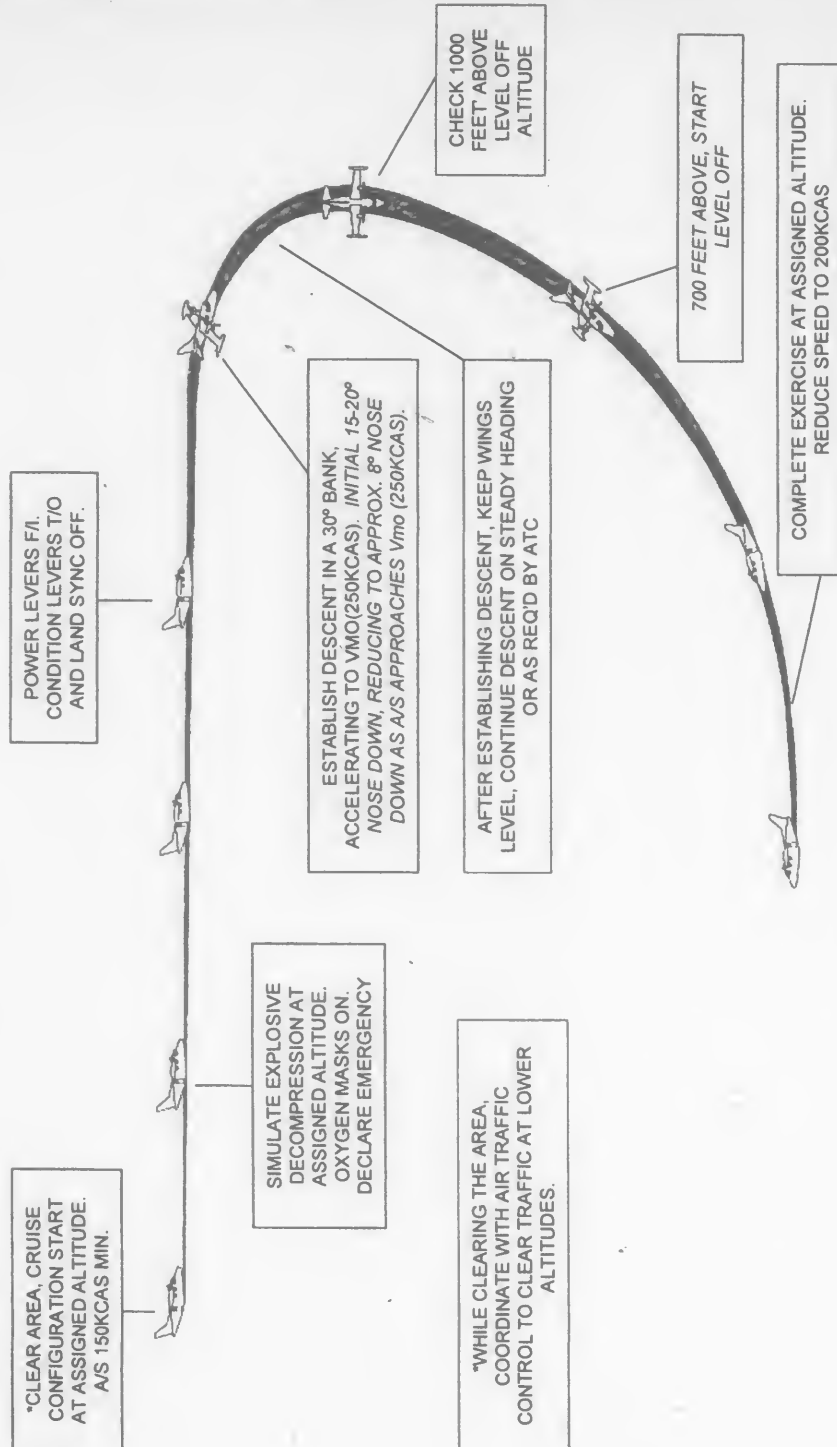 *CLEAR AREA, CRUISE
CONFIGURATION START
AT ASSIGNED ALTITUDE.
A/S 150KCAS MIN.
SIMULATE EXPLOSIVE
DECOMPRESSION AT
ASSIGNED ALTITUDE.
OXYGEN MASKS ON.
DECLARE EMERGENCY
POWER LEVERS F/I.
CONDITION LEVERS T/O
AND LAND SYNC OFF.
ESTABLISH DESCENT IN A 30º BANK,
ACCELERATING TO VMO(250KCAS). INITIAL 15-20º
NOSE DOWN, REDUCING TO APPROX. 8º NOSE
DOWN AS A/S APPROACHES Vmo (250KCAS).
AFTER ESTABLISHING DESCENT, KEEP WINGS
LEVEL, CONTINUE DESCENT ON STEADY HEADING
OR AS REQ'D BY ATC
CHECK 1000
FEET' ABOVE
LEVEL OFF
ALTITUDE
700 FEET ABOVE, START
LEVEL OFF
COMPLETE EXERCISE AT ASSIGNED ALTITUDE.
REDUCE SPEED TO 200KCAS
*WHILE CLEARING THE AREA,
COORDINATE WITH AIR TRAFFIC
CONTROL TO CLEAR TRAFFIC AT LOWER
ALTITUDES.